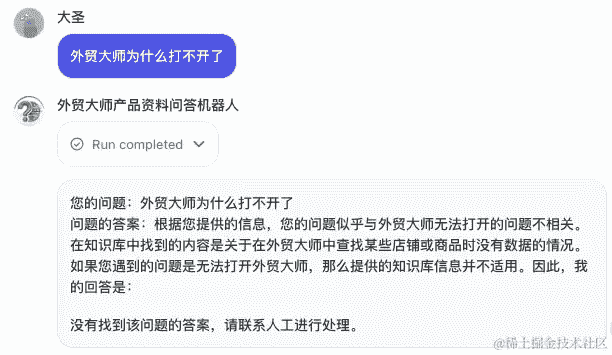 大圣
外贸大师为什么打不开了
外贸大师产品资料问答机器人
Run completed
您的问题：外贸大师为什么打不开了
问题的答案：根据您提供的信息，您的问题似乎与外贸大师无法打开的问题不相关。
在知识库中找到的内容是关于在外贸大师中查找某些店铺或商品时没有数据的情况。
如果您遇到的问题是无法打开外贸大师，那么提供的知识库信息并不适用。因此，我
的回答是：
没有找到该问题的答案，请联系人工进行处理。
@稀土掘金技术社区